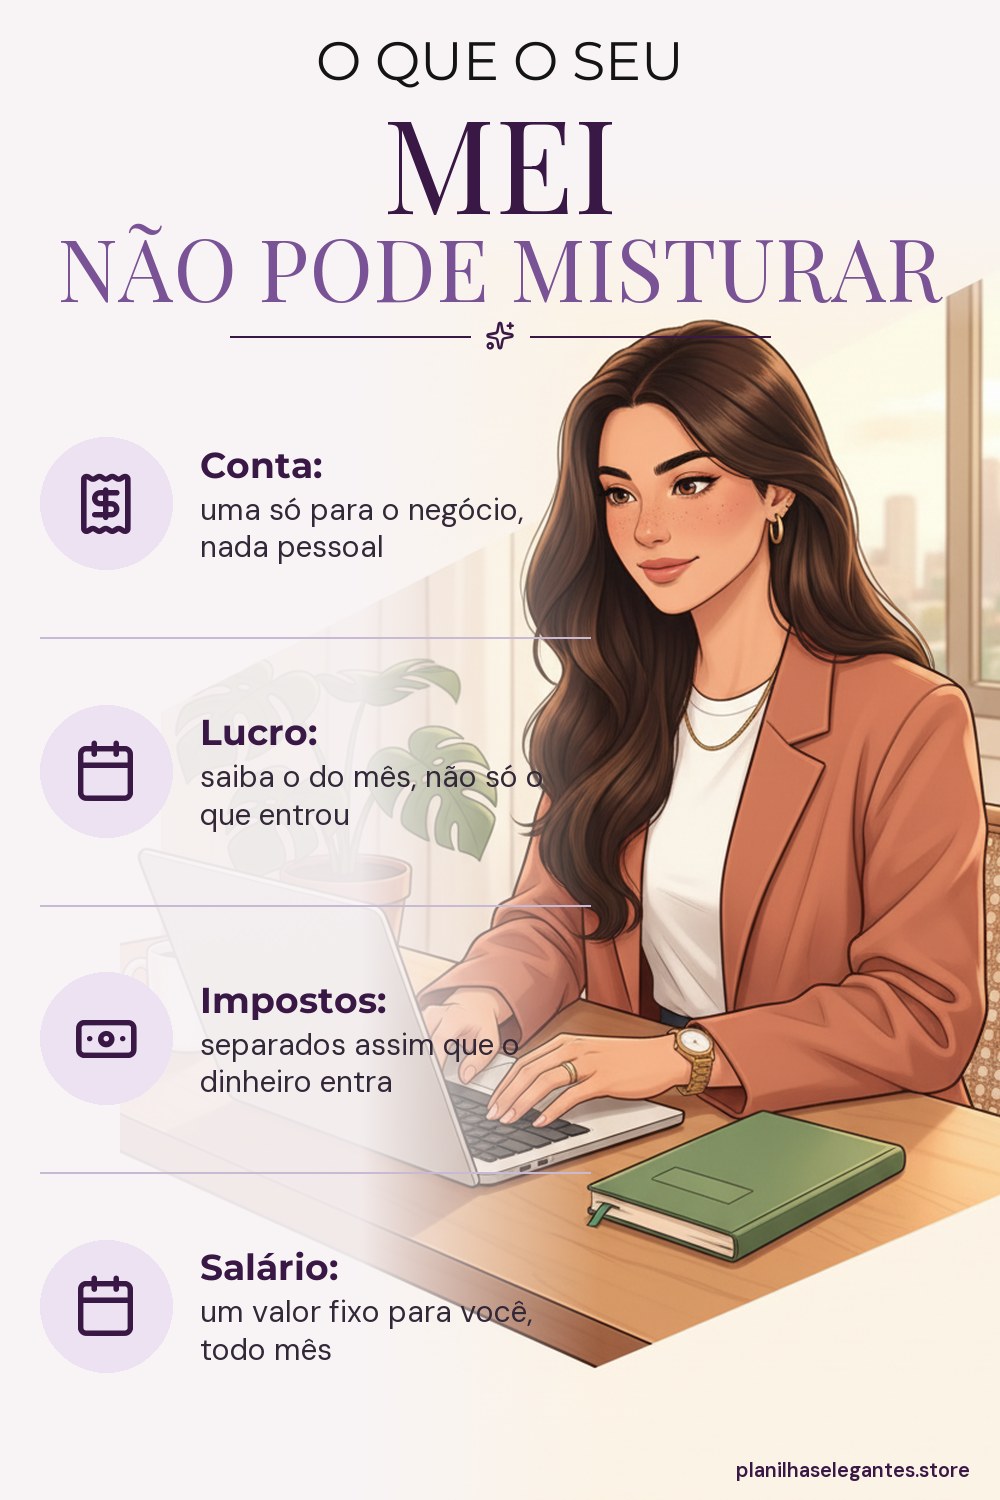 O QUE O SEU
MEI
NÃO PODE MISTURAR
Conta:
uma só para o negócio,
nada pessoal
Lucro:
saiba o do mês, não só o
que entrou
Impostos:
separados assim que o
dinheiro entra
Salário:
um valor fixo para você,
todo mês
planilhaselegantes.store